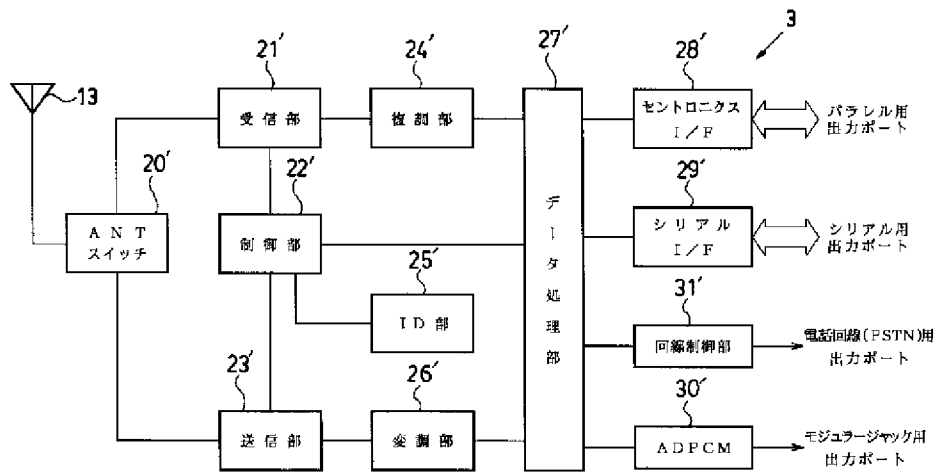 3
21′
24′
27′
28′
13
受信部
復調部
セントロニクス
I/F
パラレル用
出力ポート
20′
22′
29′
ANT
スイッチ
制御部
データ処理部
シリアル
I/F
シリアル用
出力ポート
25′
ID部
31′
回線制御部
電話回線(PSTN)用
出力ポート
23′
26′
30′
送信部
変調部
ADPCM
モジュラージャック用
出力ポート